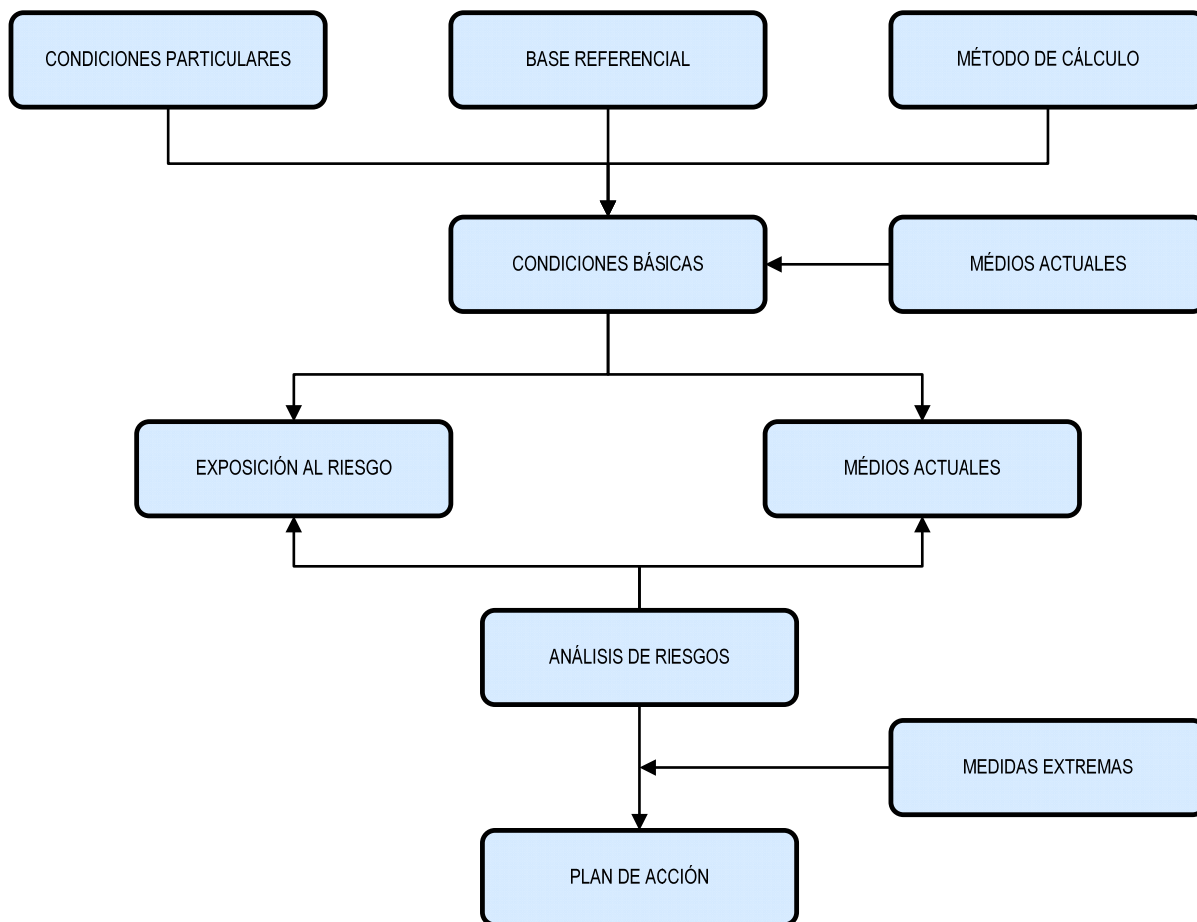 CONDICIONES PARTICULARES
BASE REFERENCIAL
MÉTODO DE CÁLCULO
CONDICIONES BÁSICAS
MÉDIOS ACTUALES
EXPOSICIÓN AL RIESGO
MÉDIOS ACTUALES
ANÁLISIS DE RIESGOS
MEDIDAS EXTREMAS
PLAN DE ACCIÓN